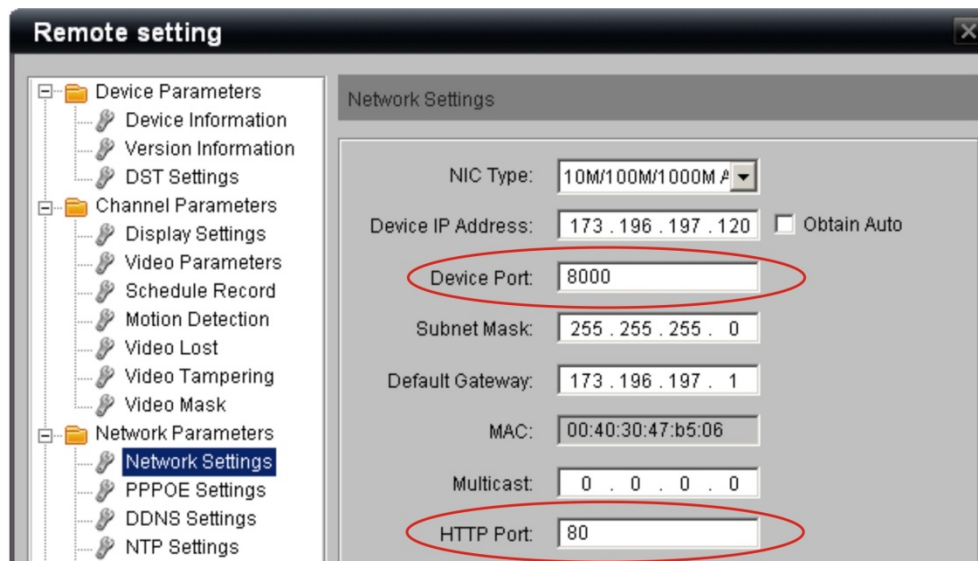 Remote setting
Device Parameters
Device Information
Version Information
DST Settings
Channel Parameters
Display Settings
Video Parameters
Schedule Record
Motion Detection
Video Lost
Video Tampering
Video Mask
Network Parameters
Network Settings
PPPOE Settings
DDNS Settings
NTP Settings
Network Settings
NIC Type: 10M/100M/1000M A
Device IP Address: 173 . 196 . 197 . 120 Obtain Auto
Device Port: 8000
Subnet Mask: 255 . 255 . 255 . 0
Default Gateway: 173 . 196 . 197 . 1
MAC: 00:40:30:47:b5:06
Multicast: 0 . 0 . 0 . 0
HTTP Port: 80